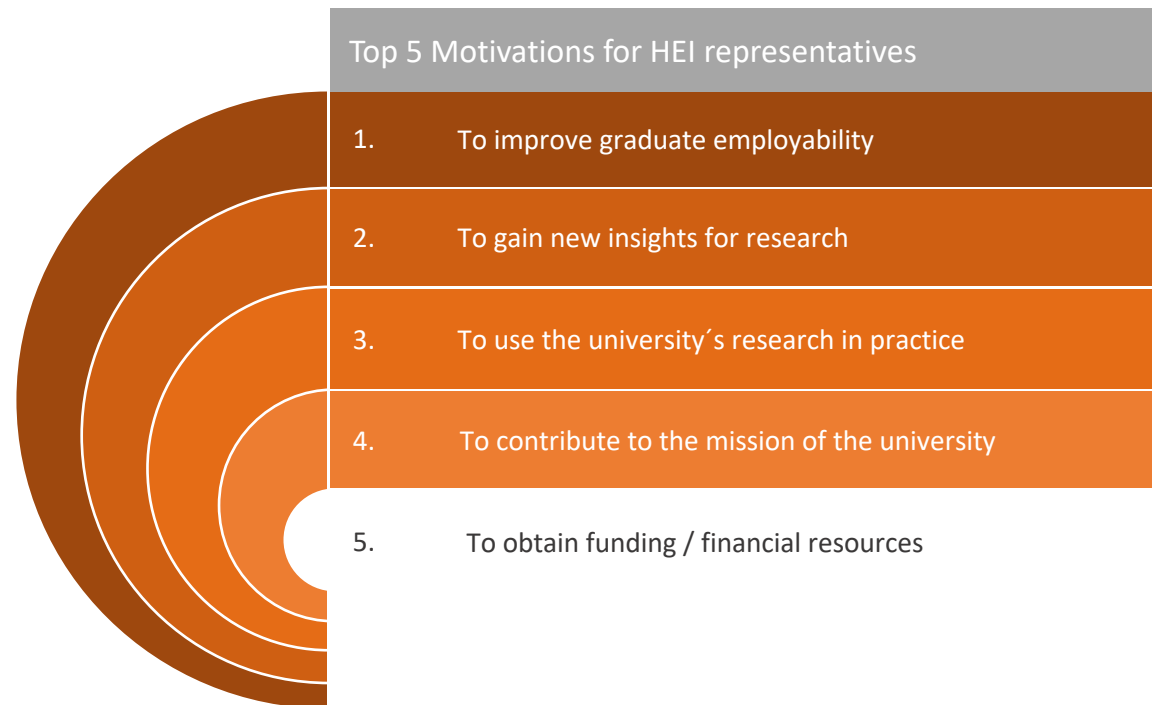 Top 5 Motivations for HEI representatives
1. To improve graduate employability
2. To gain new insights for research
3. To use the university´s research in practice
4. To contribute to the mission of the university
5. To obtain funding / financial resources